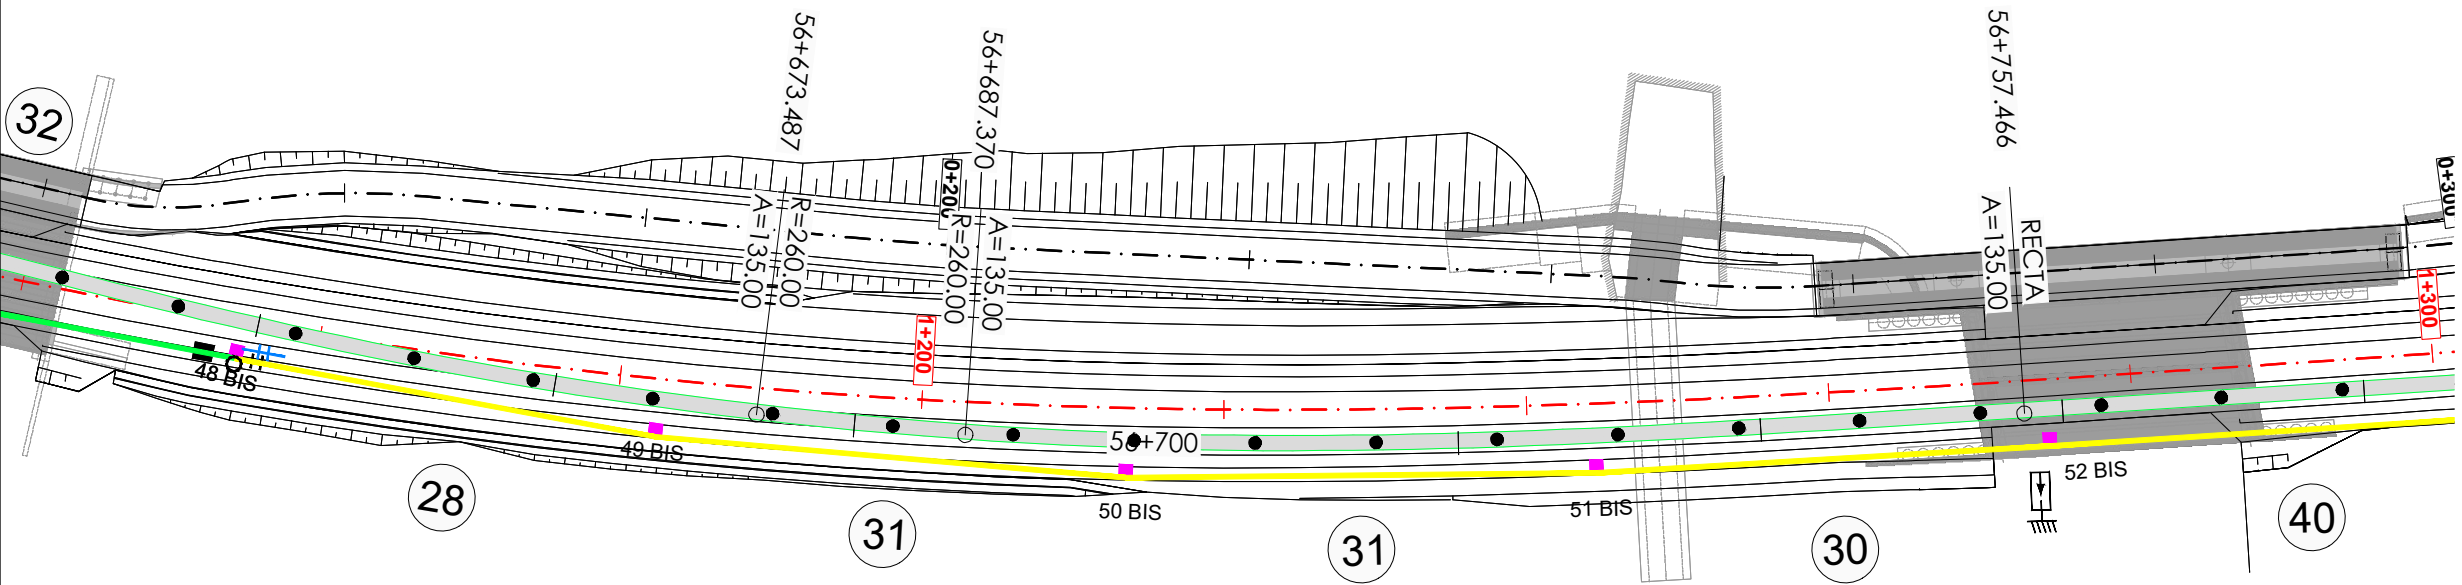 32
56+673.487
A=135.00
R=260.00
56+687.370
R=260.00
A=135.00
0+200
1+200
56+757.466
A=135.00
RECTA
0+300
1+300
48 BIS
49 BIS
56+700
50 BIS
51 BIS
52 BIS
28
31
31
30
40